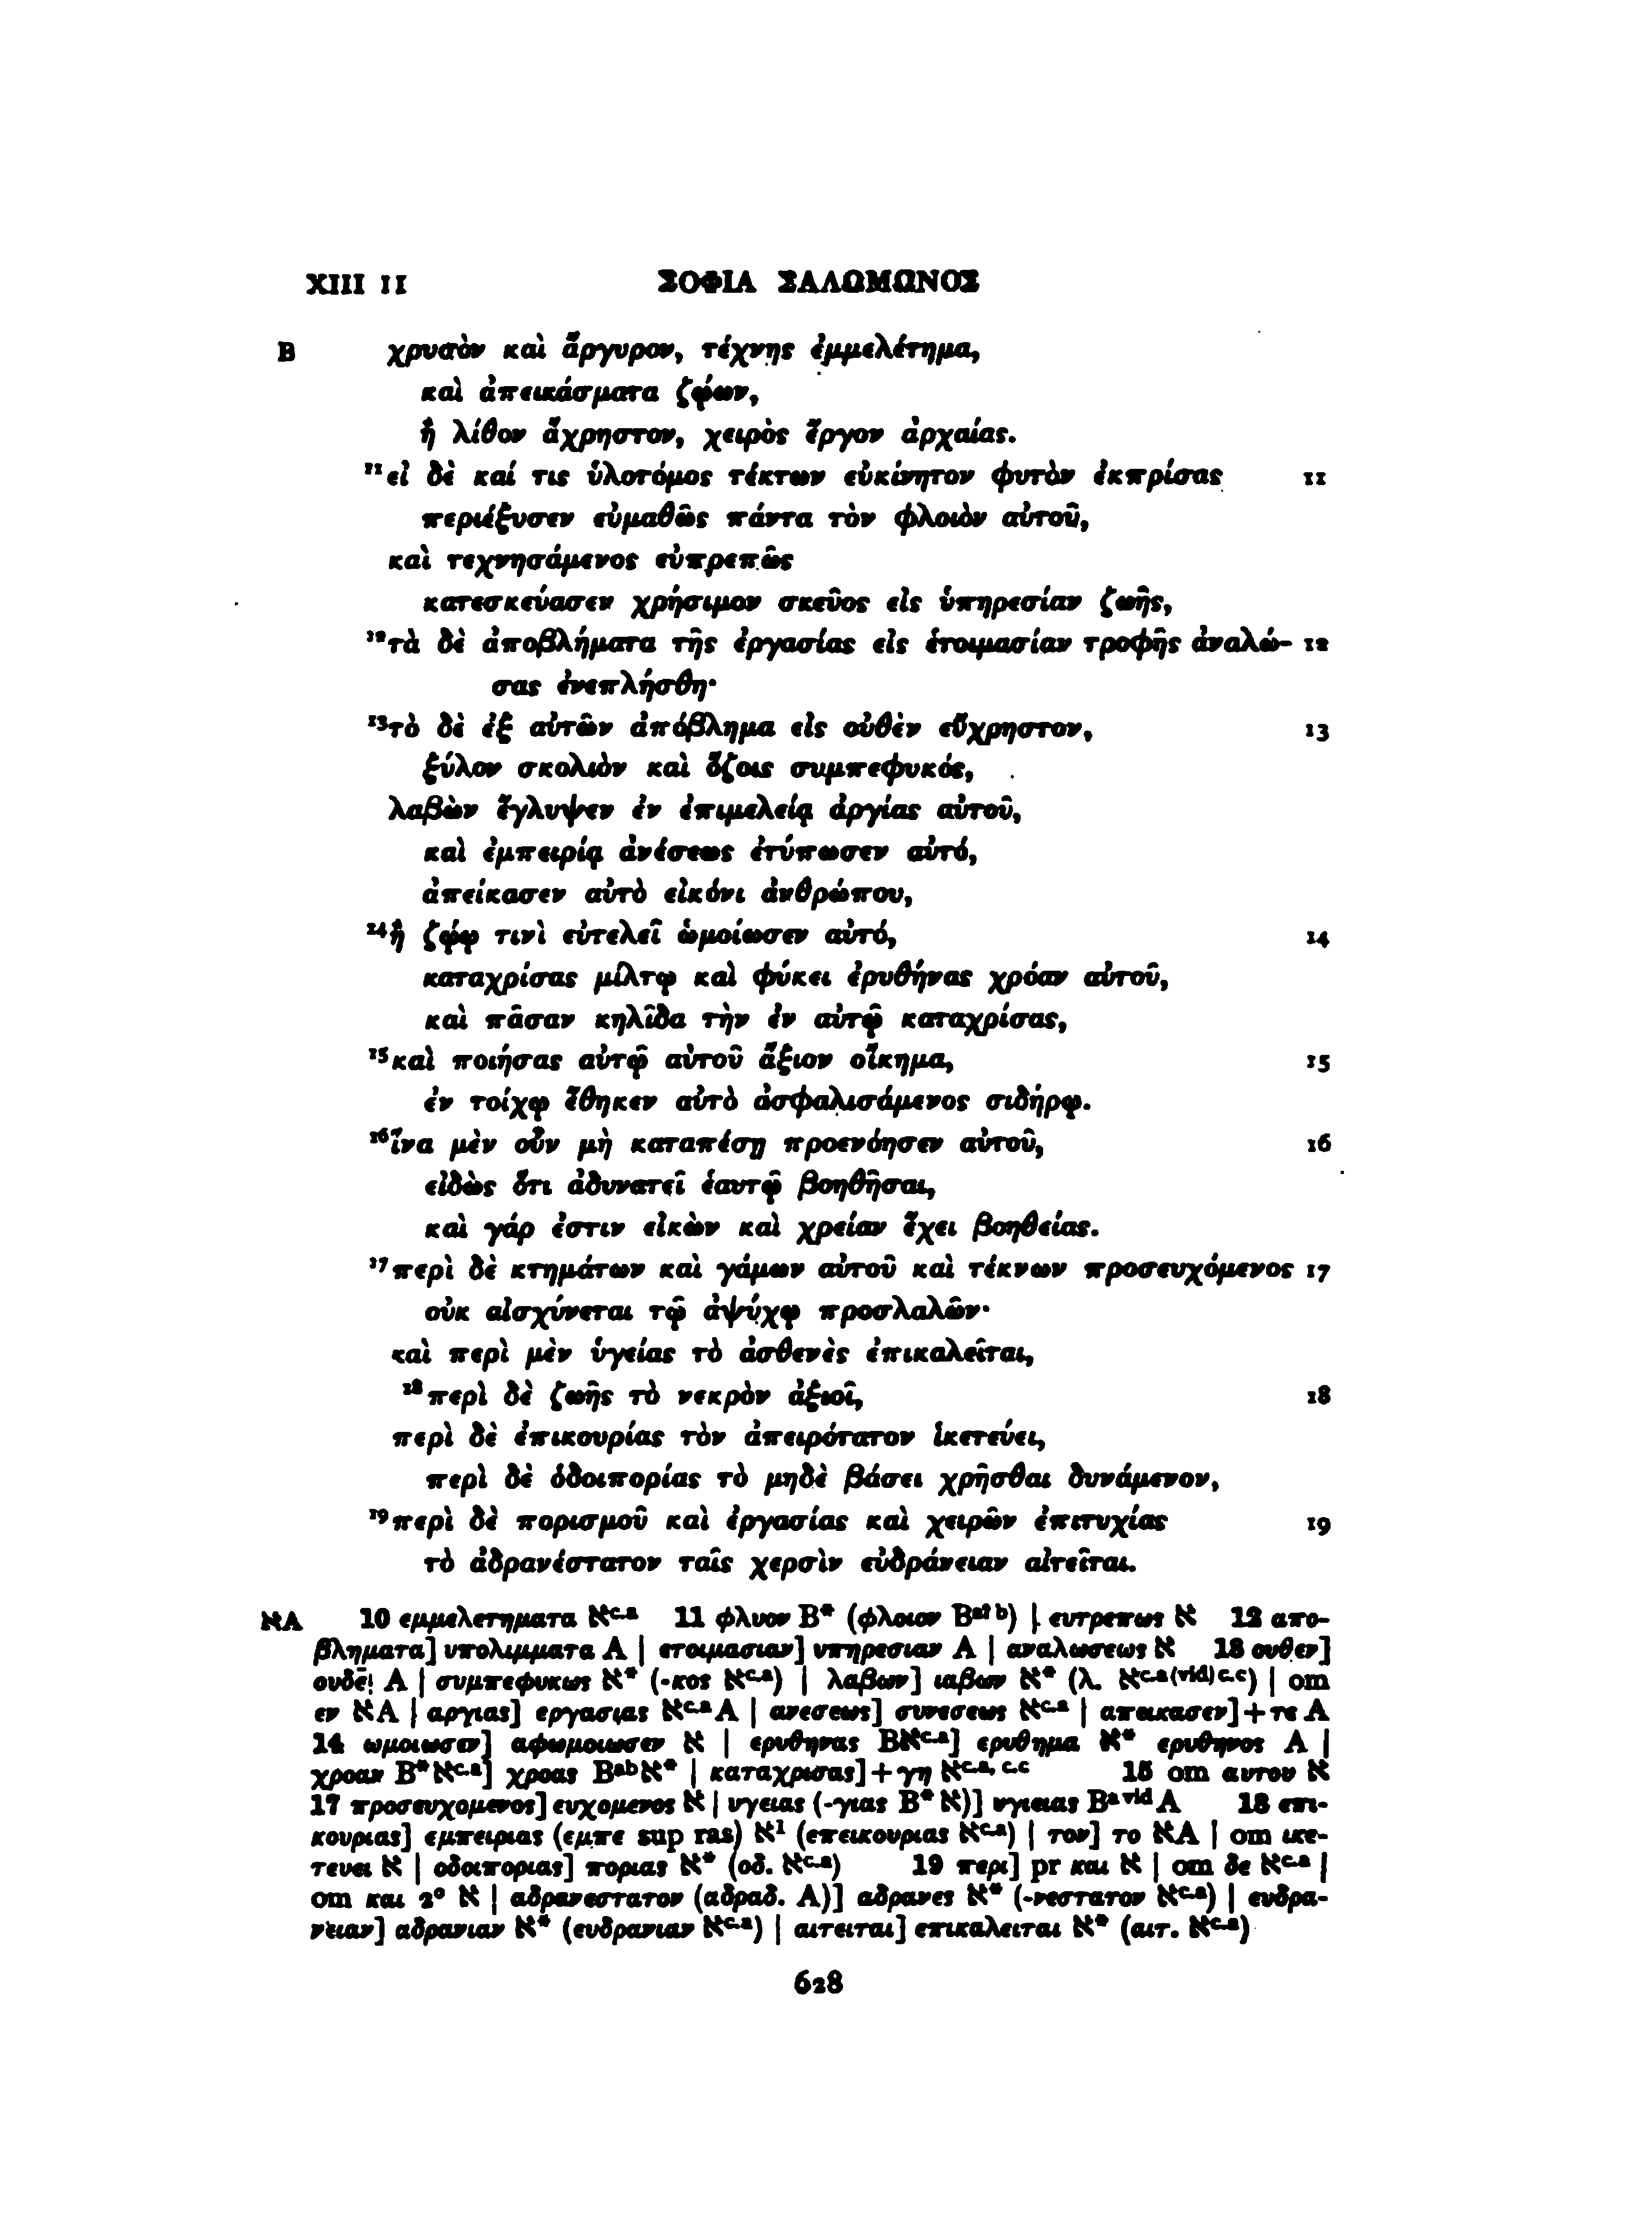 XIII 11 ΣΟΦΙΑ ΣΑΛΩΜΩΝΟΣ
B χρυσὸν καὶ ἄργυρον, τέχνης ἐμμελέτημα,
καὶ ἀπεικάσματα ζῴων,
ἢ λίθον ἄχρηστον, χειρὸς ἔργον ἀρχαίας.
¹¹εἰ δὲ καί τις ὑλοτόμος τέκτων εὐκίνητον φυτὸν ἐκπρίσας 11
περιέξυσεν εὐμαθῶς πάντα τὸν φλοιὸν αὐτοῦ,
καὶ τεχνησάμενος εὐπρεπῶς
κατεσκεύασεν χρήσιμον σκεῦος εἰς ὑπηρεσίαν ζωῆς,
¹²τὰ δὲ ἀποβλήματα τῆς ἐργασίας εἰς ἑτοιμασίαν τροφῆς ἀναλώ- 12
σας ἐνεπλήσθη·
¹³τὸ δὲ ἐξ αὐτῶν ἀπόβλημα εἰς οὐθὲν εὔχρηστον, 13
ξύλον σκολιὸν καὶ ὄζοις συμπεφυκός,
λαβὼν ἔγλυψεν ἐν ἐπιμελείᾳ ἀργίας αὐτοῦ,
καὶ ἐμπειρίᾳ ἀνέσεως ἐτύπωσεν αὐτό,
ἀπείκασεν αὐτὸ εἰκόνι ἀνθρώπου,
¹⁴ἢ ζῴῳ τινὶ εὐτελεῖ ὡμοίωσεν αὐτό, 14
καταχρίσας μίλτῳ καὶ φύκει ἐρυθήνας χρόαν αὐτοῦ,
καὶ πᾶσαν κηλῖδα τὴν ἐν αὐτῷ καταχρίσας,
¹⁵καὶ ποιήσας αὐτῷ αὐτοῦ ἄξιον οἴκημα, 15
ἐν τοίχῳ ἔθηκεν αὐτὸ ἀσφαλισάμενος σιδήρῳ.
¹⁶ἵνα μὲν οὖν μὴ καταπέσῃ προενόησεν αὐτοῦ, 16
εἰδὼς ὅτι ἀδυνατεῖ ἑαυτῷ βοηθῆσαι,
καὶ γάρ ἐστιν εἰκὼν καὶ χρείαν ἔχει βοηθείας.
¹⁷περὶ δὲ κτημάτων καὶ γάμων αὐτοῦ καὶ τέκνων προσευχόμενος 17
οὐκ αἰσχύνεται τῷ ἀψύχῳ προσλαλῶν·
καὶ περὶ μὲν ὑγείας τὸ ἀσθενὲς ἐπικαλεῖται,
¹⁸περὶ δὲ ζωῆς τὸ νεκρὸν ἀξιοῖ, 18
περὶ δὲ ἐπικουρίας τὸν ἀπειρότατον ἱκετεύει,
περὶ δὲ ὁδοιπορίας τὸ μηδὲ βάσει χρῆσθαι δυνάμενον,
¹⁹περὶ δὲ πορισμοῦ καὶ ἐργασίας καὶ χειρῶν ἐπιτυχίας 19
τὸ ἀδρανέστατον ταῖς χερσὶν εὐδράνειαν αἰτεῖται.
אA 10 εμμελετηματα א^c.a 11 φλυον B* (φλοιον B^a?b) | ευτρεπως א 12 απο-
βληματα] υπολιμματα A | ετοιμασιαν] υπηρεσιαν A | αναλωσεως א 13 ουθεν]
ουδε̄! A | συμπεφυκως א* (-κος א^c.a) | λαβων] ιαβων א* (λ. א^c.a(vid) c.c) | om
εν אA | αργιας] εργασιας א^c.a A | ανεσεως] συνεσεως א^c.a | απεικασεν]+τε A
14 ωμοιωσεν] αφωμοιωσεν א | ερυθηνας Bא^c.a] ερυθημα א* ερυθηνος A |
χροαν B*א^c.a] χροας B^ab א* | καταχρισας]+γη א^c.a, c.c 15 om αυτου א
17 προσευχομενος] ευχομενος א | υγειας (-γιας B* א)] υγιειας B^a vid A 18 επι-
κουριας] εμπειριας (εμπε sup ras) א¹ (επεικουριας א^c.a) | τον] το אA | om ικε-
τευει א | οδοιποριας] ποριας א* (οδ. א^c.a) 19 περι] pr και א | om δε א^c.a |
om και 2° א | αδρανεστατον (αδραδ. A)] αδρανες א* (-νεστατον א^c.a) | ευδρα-
νειαν] αδρανιαν א* (ευδρανιαν א^c.a) | αιτειται] επικαλειται א* (αιτ. א^c.a)
628